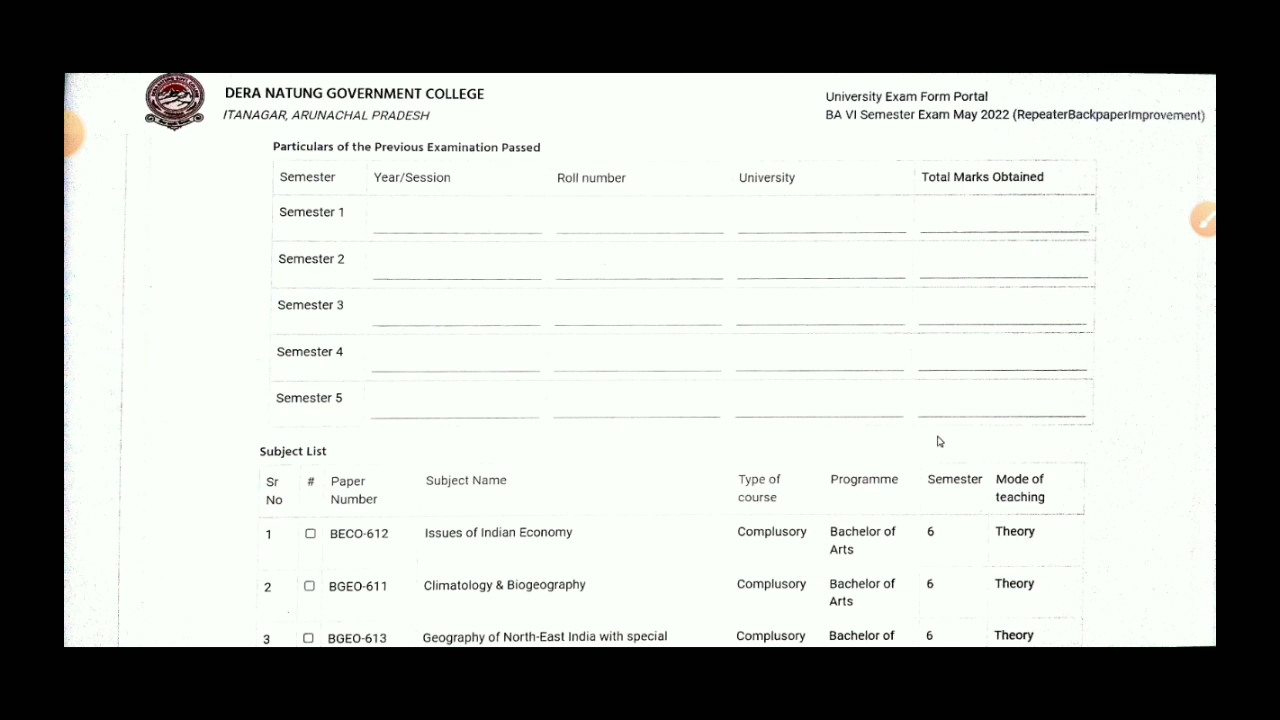 DERA NATUNG GOVERNMENT COLLEGE
ITANAGAR, ARUNACHAL PRADESH
University Exam Form Portal
BA VI Semester Exam May 2022 (RepeaterBackpaperImprovement)
Particulars of the Previous Examination Passed
Semester Year/Session Roll number University Total Marks Obtained
Semester 1
Semester 2
Semester 3
Semester 4
Semester 5
Subject List
Sr No # Paper Number Subject Name Type of course Programme Semester Mode of teaching
1 BECO-612 Issues of Indian Economy Complusory Bachelor of Arts 6 Theory
2 BGEO-611 Climatology & Biogeography Complusory Bachelor of Arts 6 Theory
3 BGEO-613 Geography of North-East India with special Complusory Bachelor of 6 Theory